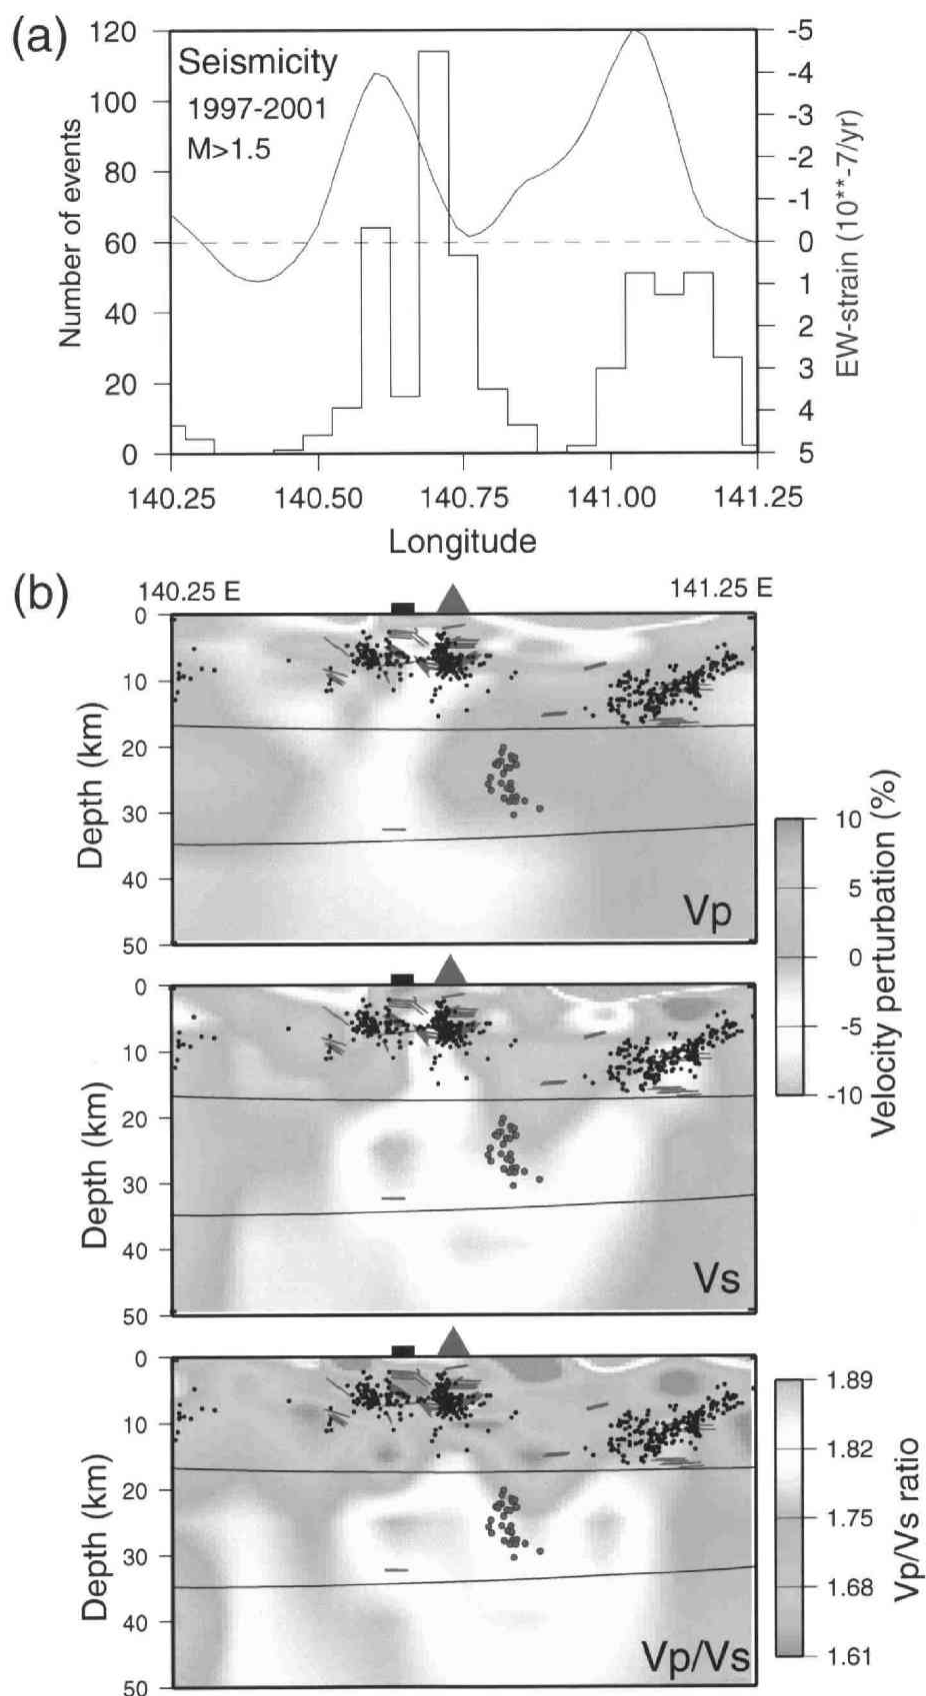 (a)
Seismicity
1997-2001
M>1.5
Number of events
120
100
80
60
40
20
0
-5
-4
-3
-2
-1
0
1
2
3
4
5
EW-strain (10**-7/yr)
140.25 140.50 140.75 141.00 141.25
Longitude
(b)
140.25 E 141.25 E
Depth (km)
0
10
20
30
40
50
Vp
Depth (km)
0
10
20
30
40
50
Vs
10
5
0
-5
-10
Velocity perturbation (%)
Depth (km)
0
10
20
30
40
50
Vp/Vs
1.89
1.82
1.75
1.68
1.61
Vp/Vs ratio